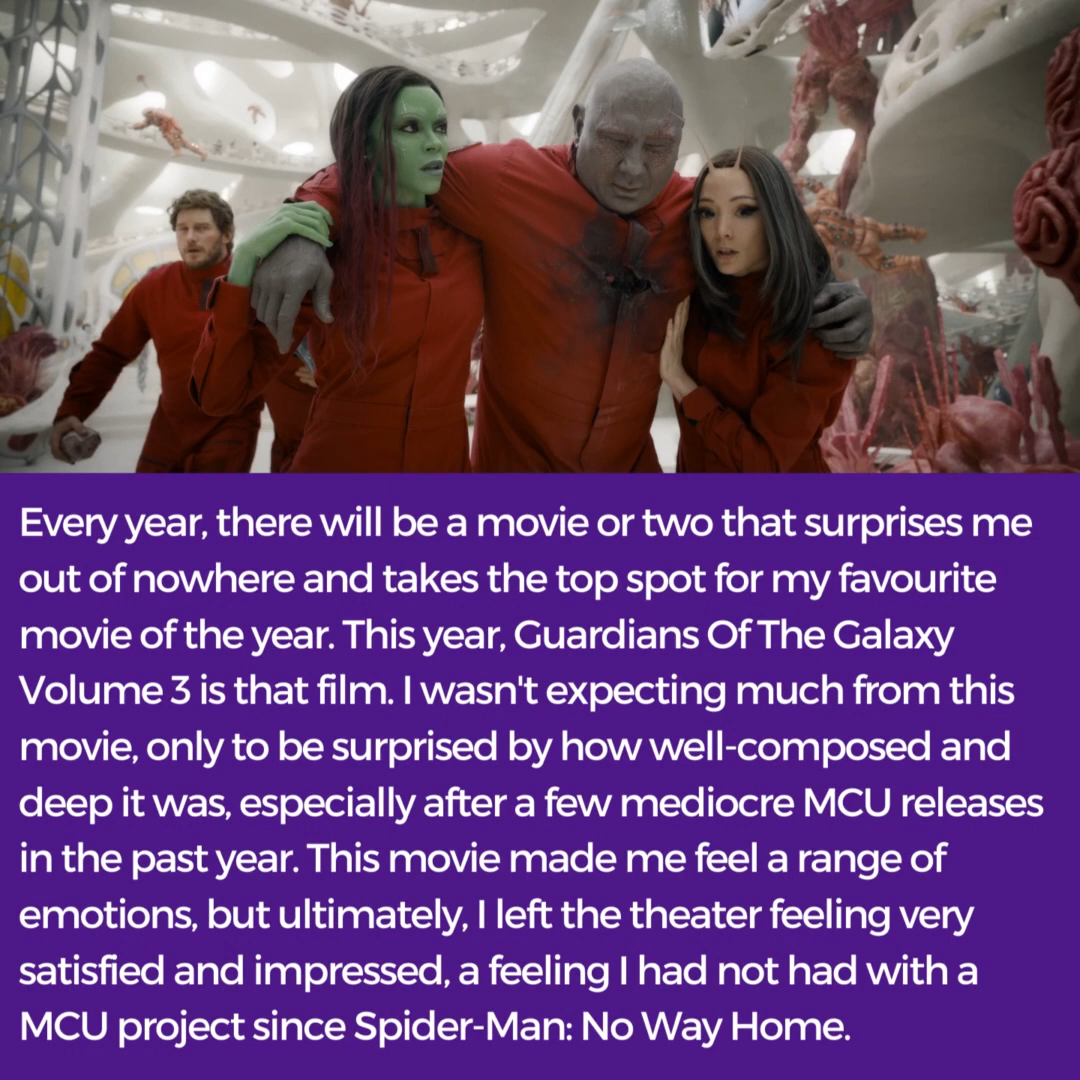 Every year, there will be a movie or two that surprises me
out of nowhere and takes the top spot for my favourite
movie of the year. This year, Guardians Of The Galaxy
Volume 3 is that film. I wasn't expecting much from this
movie, only to be surprised by how well-composed and
deep it was, especially after a few mediocre MCU releases
in the past year. This movie made me feel a range of
emotions, but ultimately, I left the theater feeling very
satisfied and impressed, a feeling I had not had with a
MCU project since Spider-Man: No Way Home.